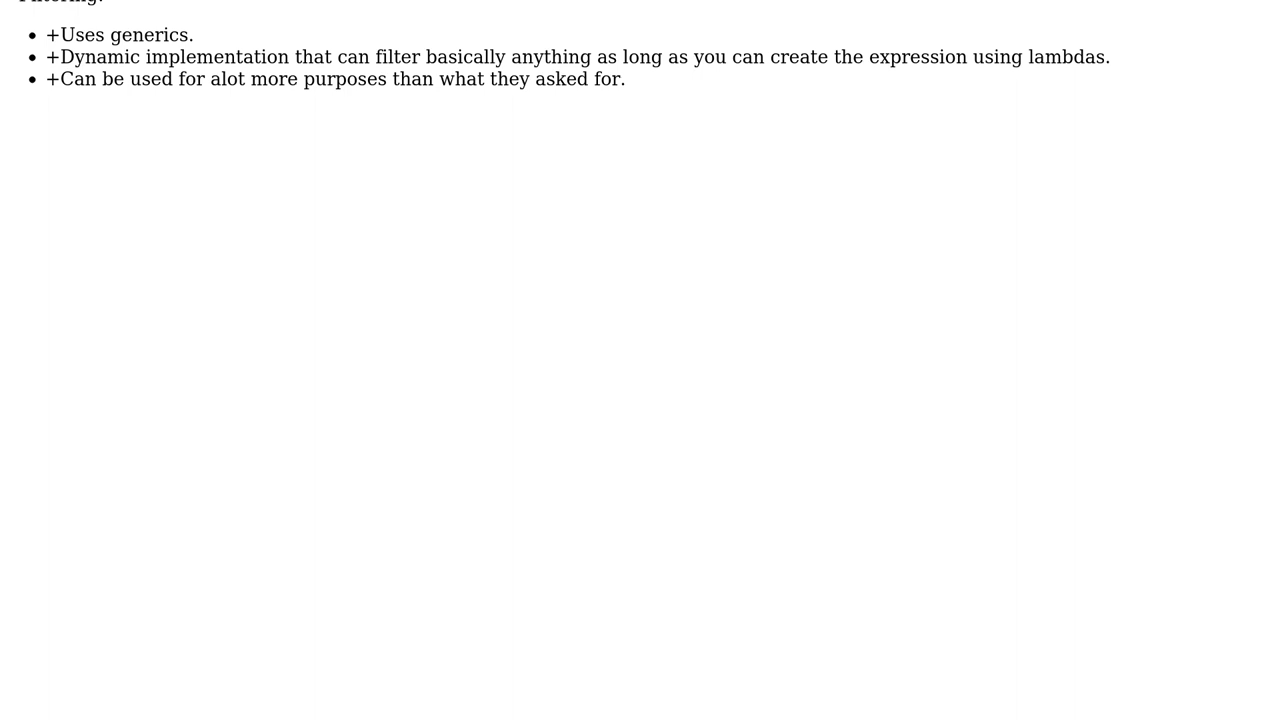 Filtering:
+Uses generics.
+Dynamic implementation that can filter basically anything as long as you can create the expression using lambdas.
+Can be used for alot more purposes than what they asked for.